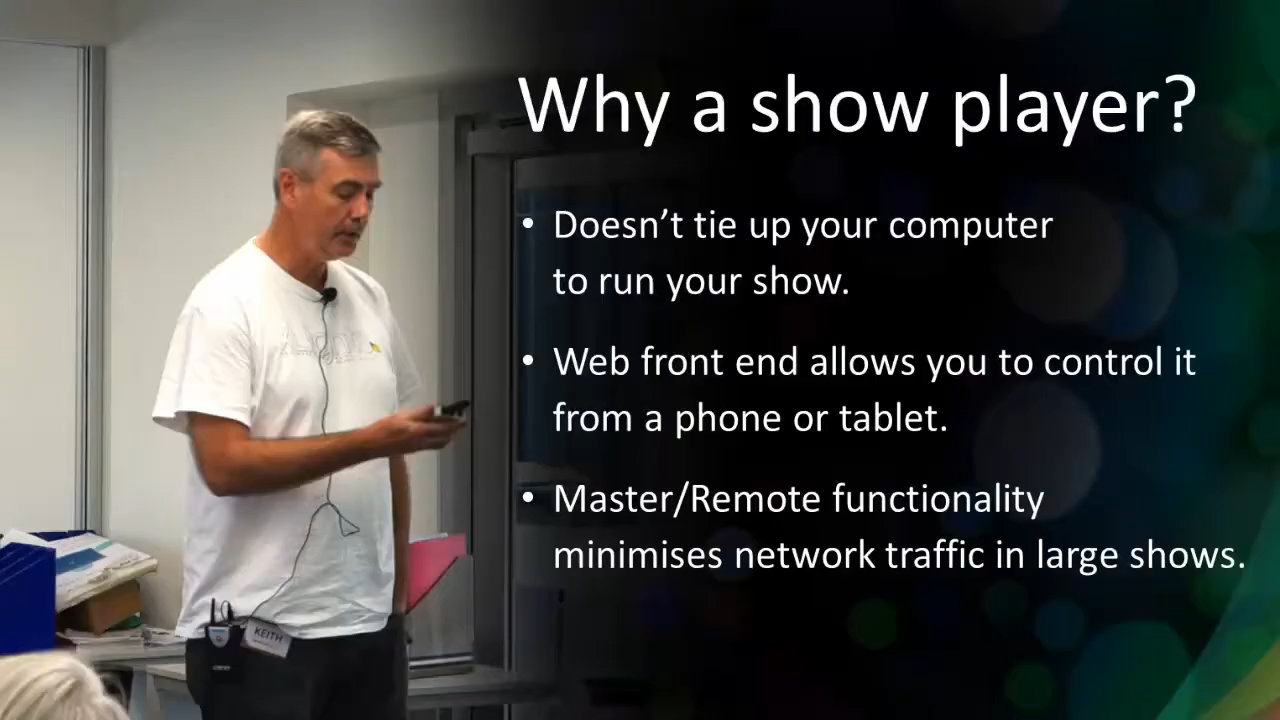 Why a show player?
• Doesn’t tie up your computer
to run your show.
• Web front end allows you to control it
from a phone or tablet.
• Master/Remote functionality
minimises network traffic in large shows.
KEITH